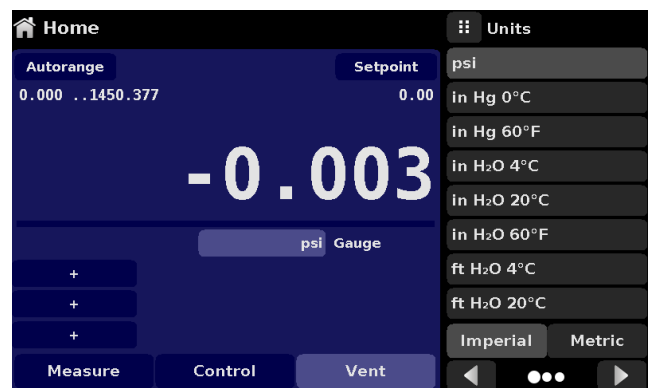 Home
Autorange Setpoint
0.000 ..1450.377 0.00
-0.003
psi Gauge
+
+
+
Measure Control Vent
Units
psi
in Hg 0°C
in Hg 60°F
in H₂O 4°C
in H₂O 20°C
in H₂O 60°F
ft H₂O 4°C
ft H₂O 20°C
Imperial Metric